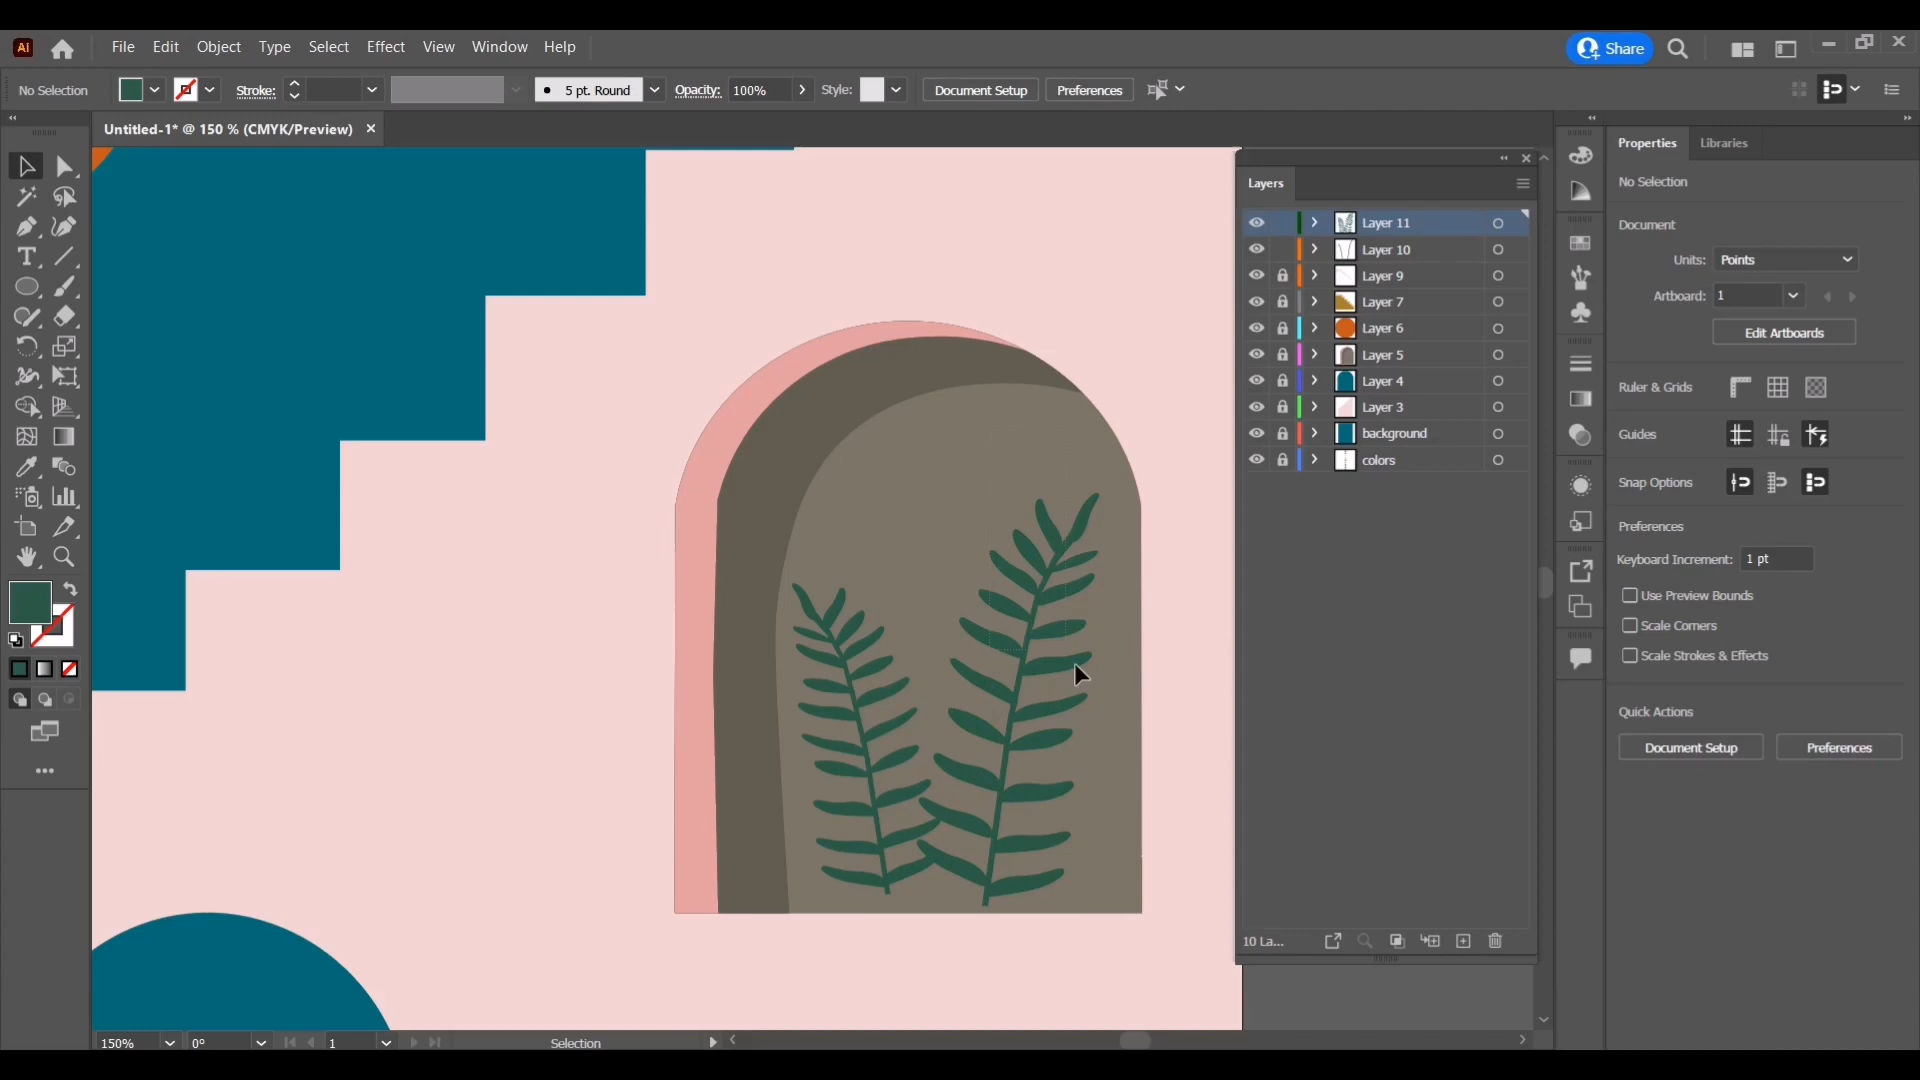 Ai File Edit Object Type Select Effect View Window Help Share
No Selection Stroke: 5 pt. Round Opacity: 100% Style: Document Setup Preferences
Untitled-1* @ 150 % (CMYK/Preview)
Layers
Layer 11
Layer 10
Layer 9
Layer 7
Layer 6
Layer 5
Layer 4
Layer 3
background
colors
10 La...
Properties Libraries
No Selection
Document
Units: Points
Artboard: 1
Edit Artboards
Ruler & Grids
Guides
Snap Options
Preferences
Keyboard Increment: 1 pt
Use Preview Bounds
Scale Corners
Scale Strokes & Effects
Quick Actions
Document Setup Preferences
150% 0° 1 Selection